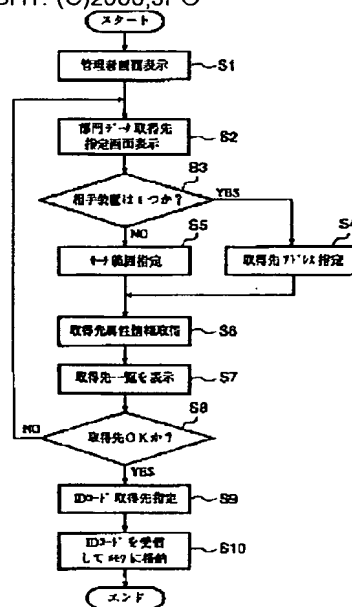 (C)2000,JPO
スタート
管理者画面表示
S1
部門データ取得先
指定画面表示
S2
S3
相手装置は1つか?
YES
NO
S5
サーチ範囲指定
S4
取得先アドレス指定
取得先属性情報取得
S6
取得先一覧を表示
S7
S8
取得先OKか?
NO
YES
IDコード取得先指定
S9
IDコードを受信
してメモリに格納
S10
エンド